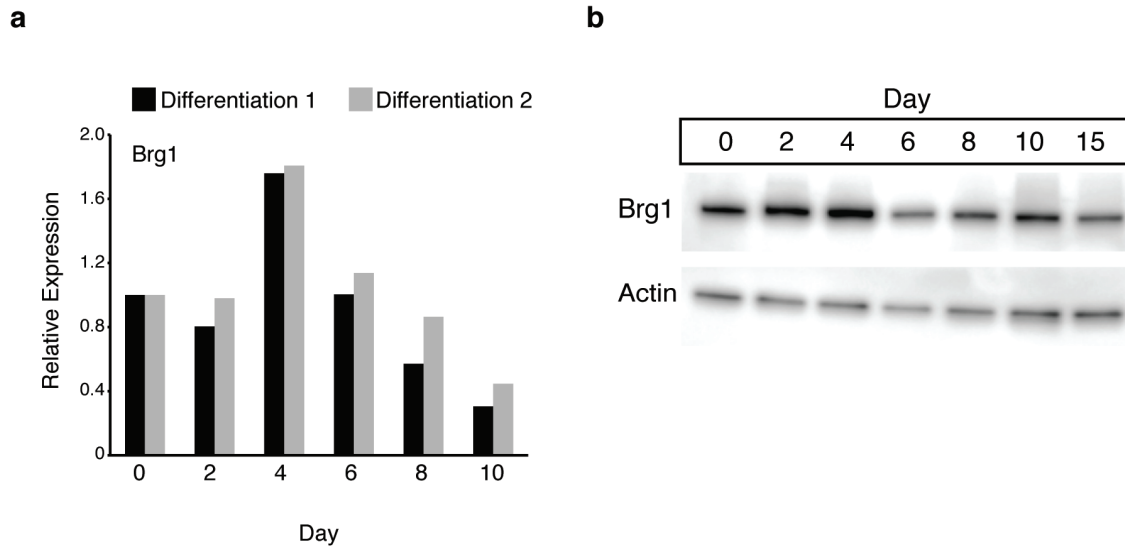 a
Differentiation 1 Differentiation 2
Brg1
Relative Expression
2.0
1.6
1.2
0.8
0.4
0
0 2 4 6 8 10
Day
b
Day
0 2 4 6 8 10 15
Brg1
Actin